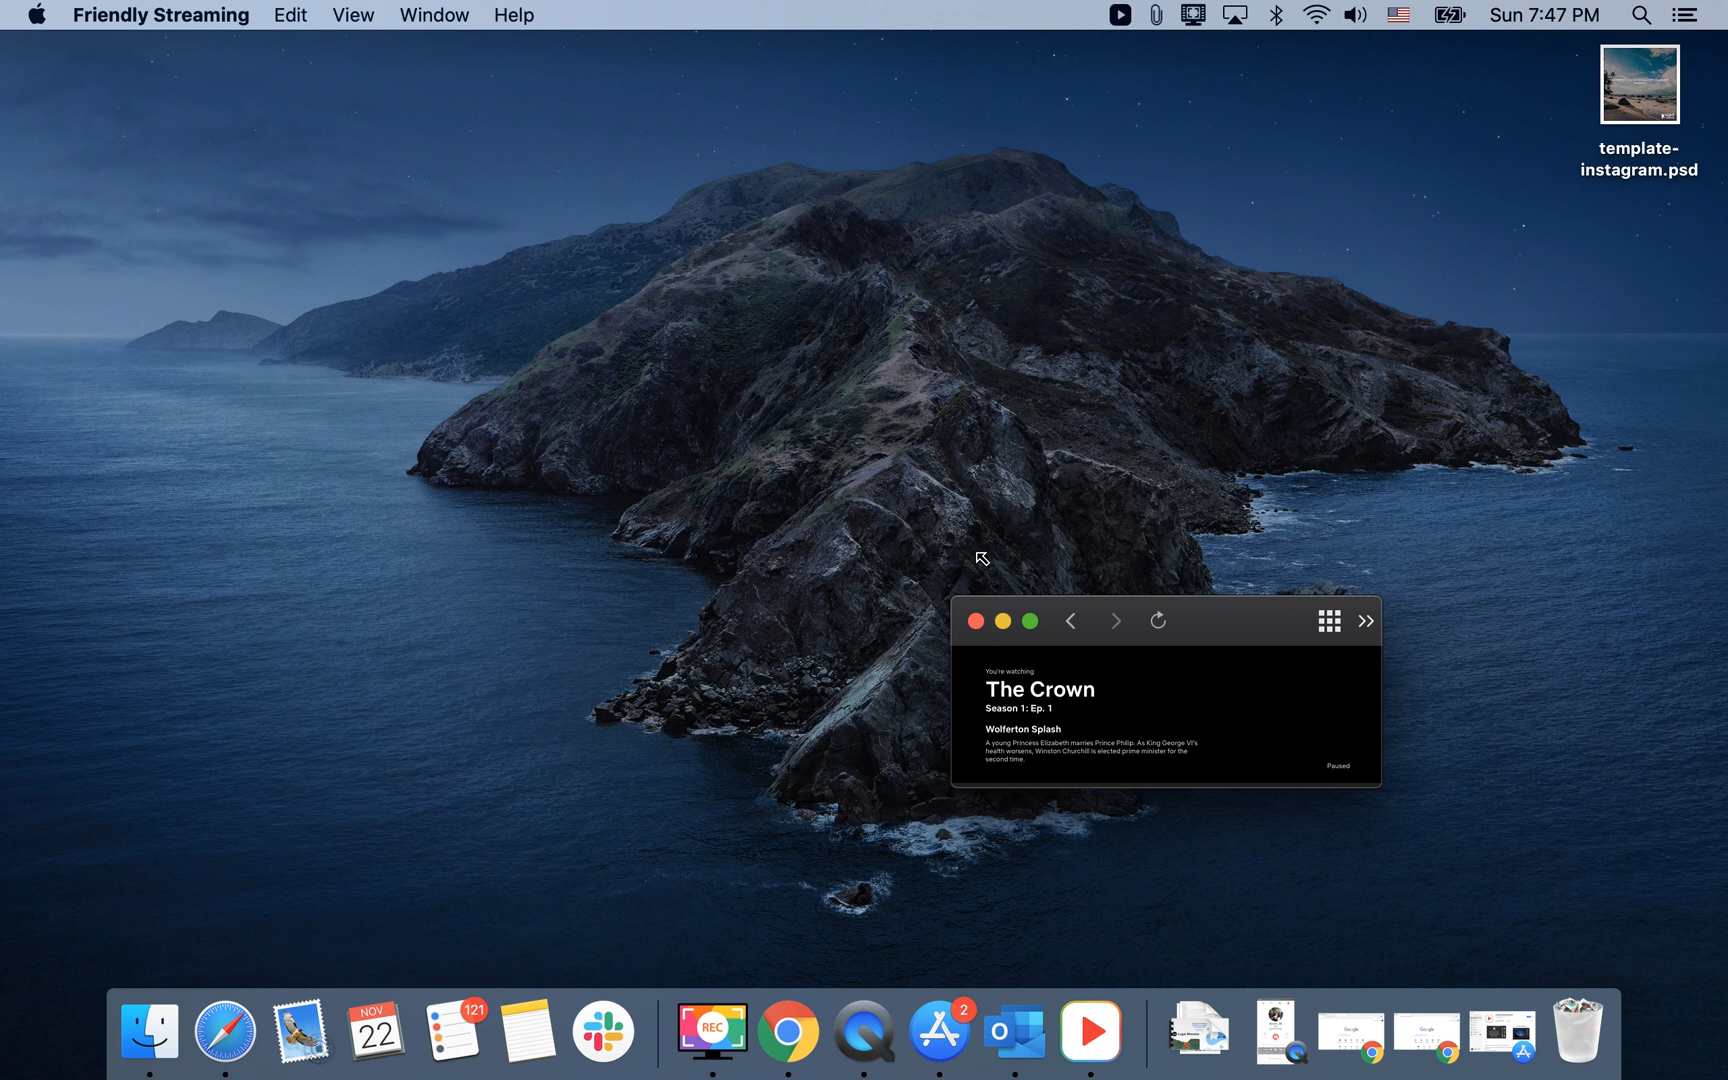 Friendly Streaming Edit View Window Help Sun 7:47 PM
template-
instagram.psd
You're watching
The Crown
Season 1: Ep. 1
Wolferton Splash
A young Princess Elizabeth marries Prince Philip. As King George VI's
health worsens, Winston Churchill is elected prime minister for the
second time.
Paused
NOV
22
121
REC
2
O
Google
Google